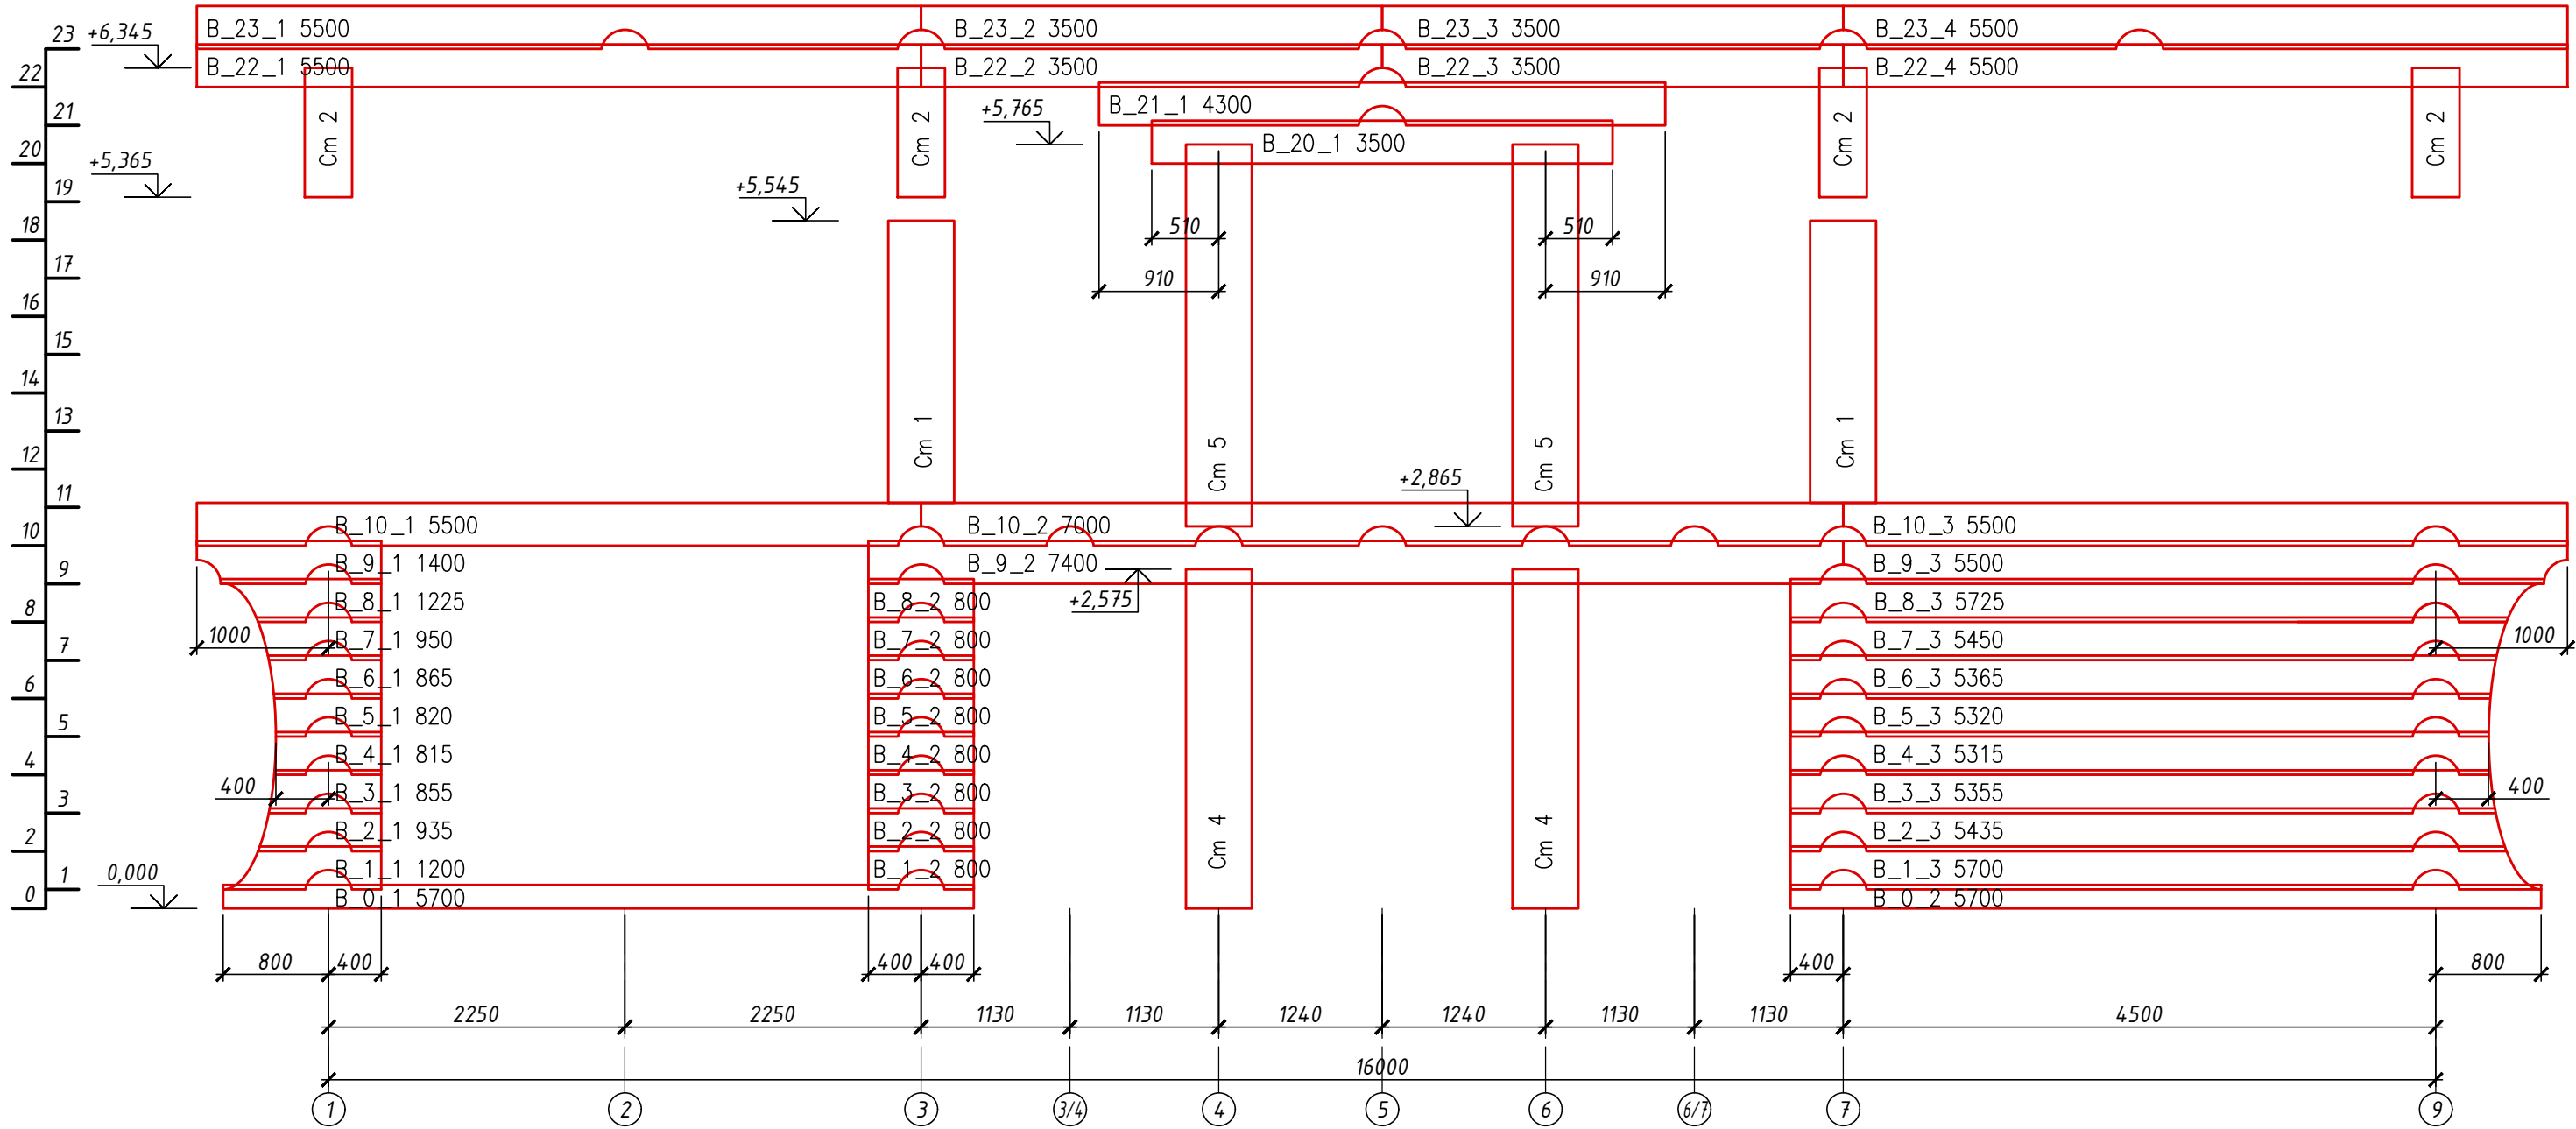 B_23_1 5500 B_23_2 3500 B_23_3 3500 B_23_4 5500
23 +6,345
22 B_22_1 5500 B_22_2 3500 B_22_3 3500 B_22_4 5500
21 +5,765 B_21_1 4300
Ст 2 Ст 2 Ст 2 Ст 2
20 +5,365 B_20_1 3500
19 +5,545
18 510 510
17 910 910
16
15
14
13
12 Ст 1 Ст 5 Ст 5 Ст 1
11 +2,865
10 B_10_1 5500 B_10_2 7000 B_10_3 5500
9 B_9_1 1400 B_9_2 7400 B_9_3 5500
8 B_8_1 1225 B_8_2 800 +2,575 B_8_3 5725
7 1000 B_7_1 950 B_7_2 800 B_7_3 5450 1000
6 B_6_1 865 B_6_2 800 B_6_3 5365
5 B_5_1 820 B_5_2 800 B_5_3 5320
4 B_4_1 815 B_4_2 800 B_4_3 5315
3 400 B_3_1 855 B_3_2 800 B_3_3 5355 400
2 B_2_1 935 B_2_2 800 Ст 4 Ст 4 B_2_3 5435
1 0,000 B_1_1 1200 B_1_2 800 B_1_3 5700
0 B_0_1 5700 B_0_2 5700
800 400 400 400 400 800
2250 2250 1130 1130 1240 1240 1130 1130 4500
16000
1 2 3 3/4 4 5 6 6/7 7 9